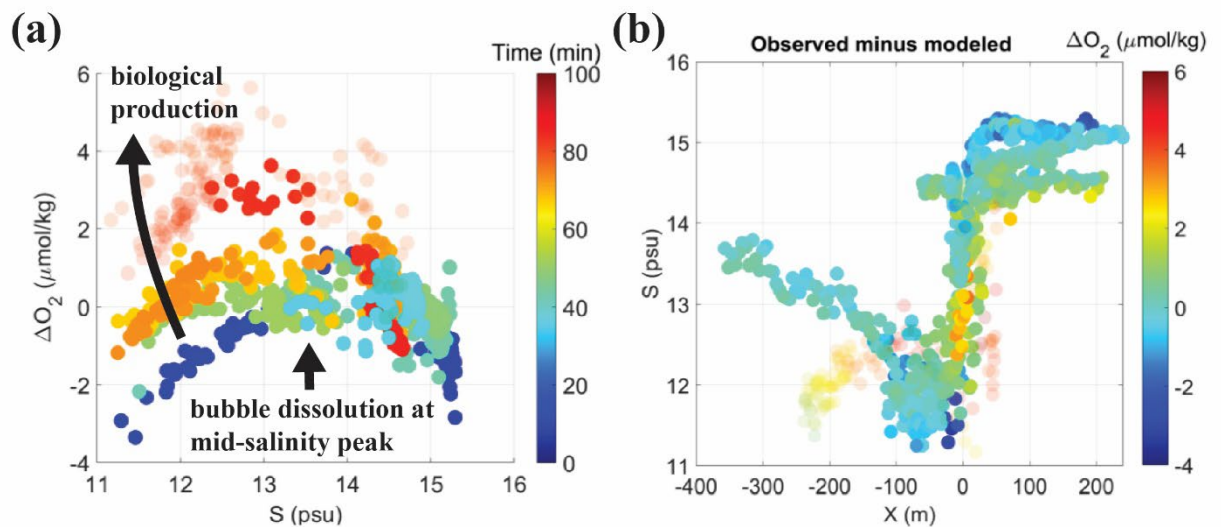 (a)
Time (min)
100
80
60
40
20
0
6
4
2
0
-2
-4
ΔO2 (μmol/kg)
biological
production
bubble dissolution at
mid-salinity peak
11 12 13 14 15 16
S (psu)
(b)
Observed minus modeled
ΔO2 (μmol/kg)
6
4
2
0
-2
-4
15
14
13
12
11
S (psu)
-400 -300 -200 -100 0 100 200
X (m)